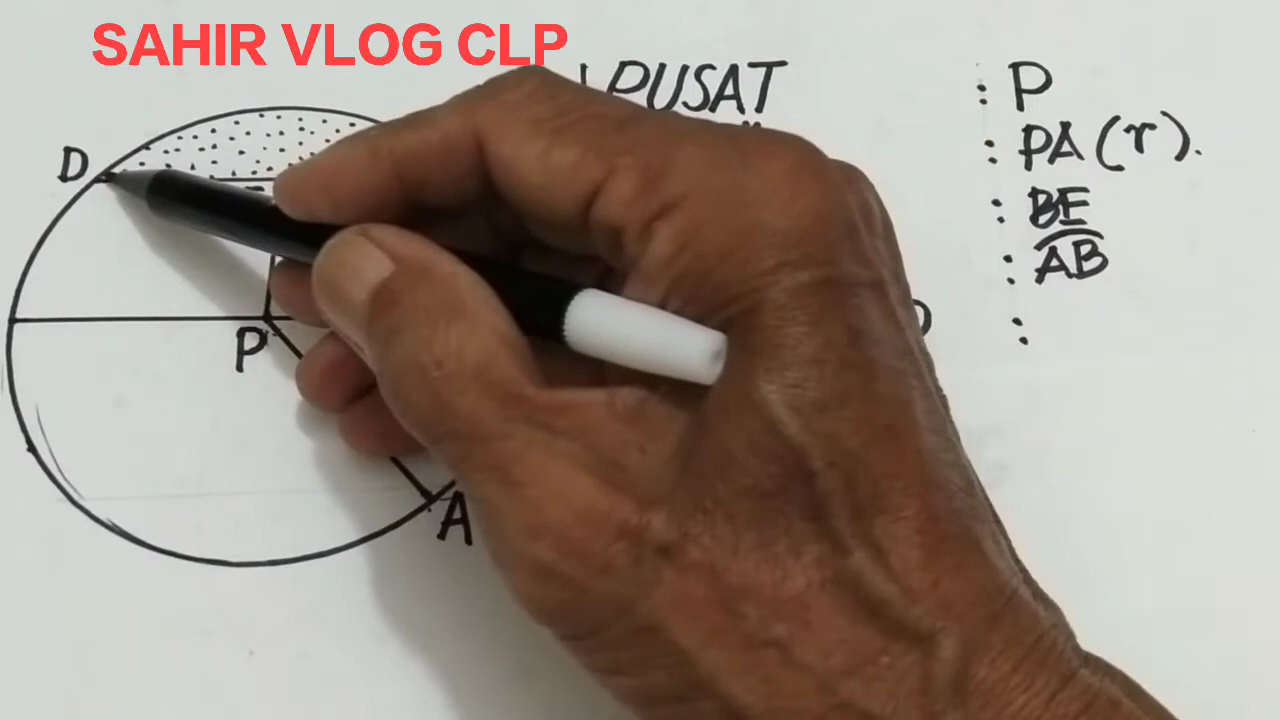 SAHIR VLOG CLP
PUSAT : P
: PA (r).
: BE
: AB
:
D
P
A